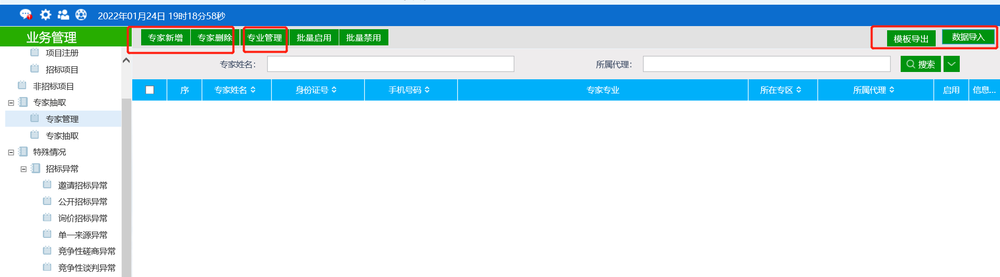 2022年01月24日 19时18分58秒
业务管理
专家新增 专家删除 专业管理 批量启用 批量禁用 模板导出 数据导入
专家姓名： 所属代理： 搜索
序 专家姓名 身份证号 手机号码 专家专业 所在专区 所属代理 启用 信息...
项目注册
招标项目
非招标项目
专家抽取
专家管理
专家抽取
特殊情况
招标异常
邀请招标异常
公开招标异常
询价招标异常
单一来源异常
竞争性磋商异常
竞争性谈判异常